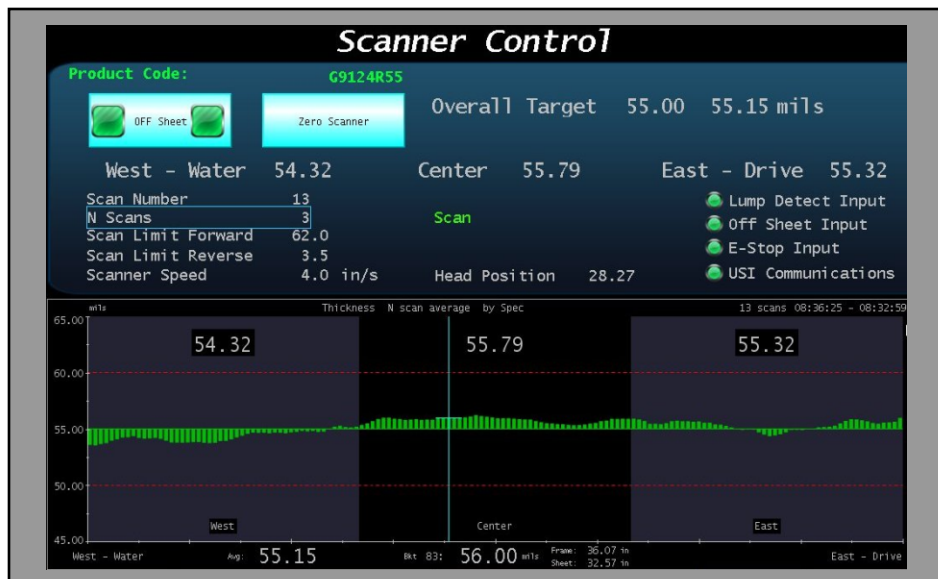 Scanner Control
Product Code: G9124R55
OFF Sheet
Zero Scanner
Overall Target 55.00 55.15 mils
West - Water 54.32 Center 55.79 East - Drive 55.32
Scan Number 13
N Scans 3
Scan Limit Forward 62.0
Scan Limit Reverse 3.5
Scanner Speed 4.0 in/s
Scan
Head Position 28.27
Lump Detect Input
Off Sheet Input
E-Stop Input
USI Communications
mils Thickness N scan average by Spec 13 scans 08:36:25 - 08:32:59
65.00
54.32 55.79 55.32
60.00
55.00
50.00
West Center East
45.00
West - Water Avg: 55.15 Bkt 83: 56.00 mils Frame: 36.07 in East - Drive
Sheet: 32.57 in